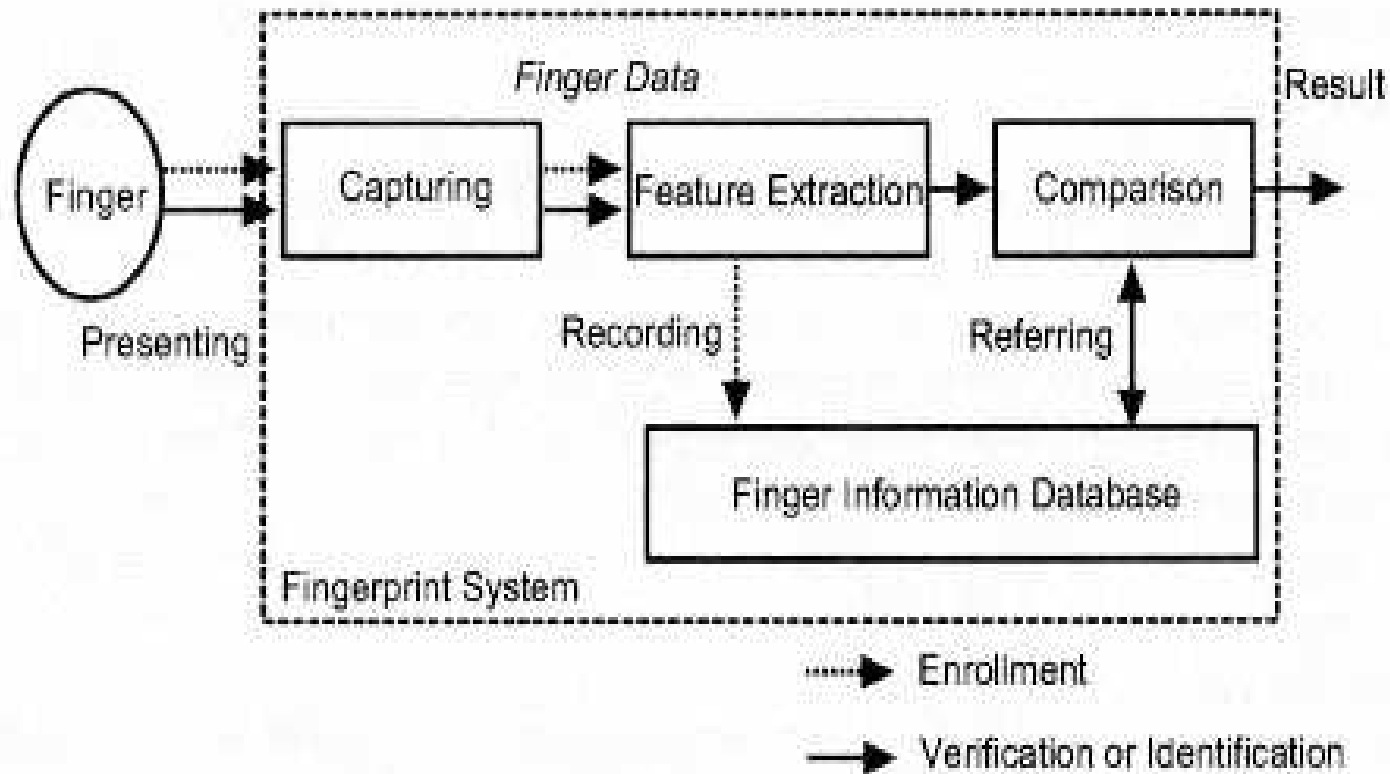 Finger Data
Result
Finger
Capturing
Feature Extraction
Comparison
Presenting
Recording
Referring
Finger Information Database
Fingerprint System
Enrollment
Verification or Identification